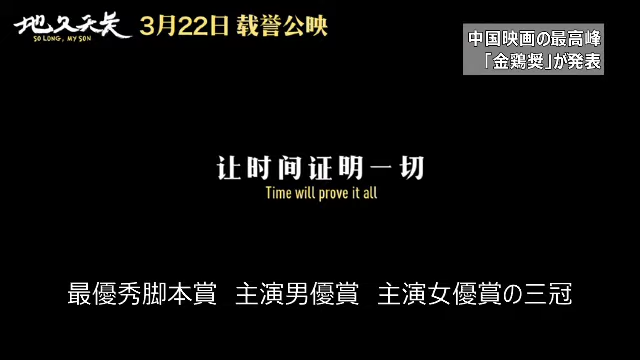 地久天长
SO LONG, MY SON
3月22日 载誉公映
中国映画の最高峰
「金鶏奨」が発表
让时间证明一切
Time will prove it all
最優秀脚本賞 主演男優賞 主演女優賞の三冠